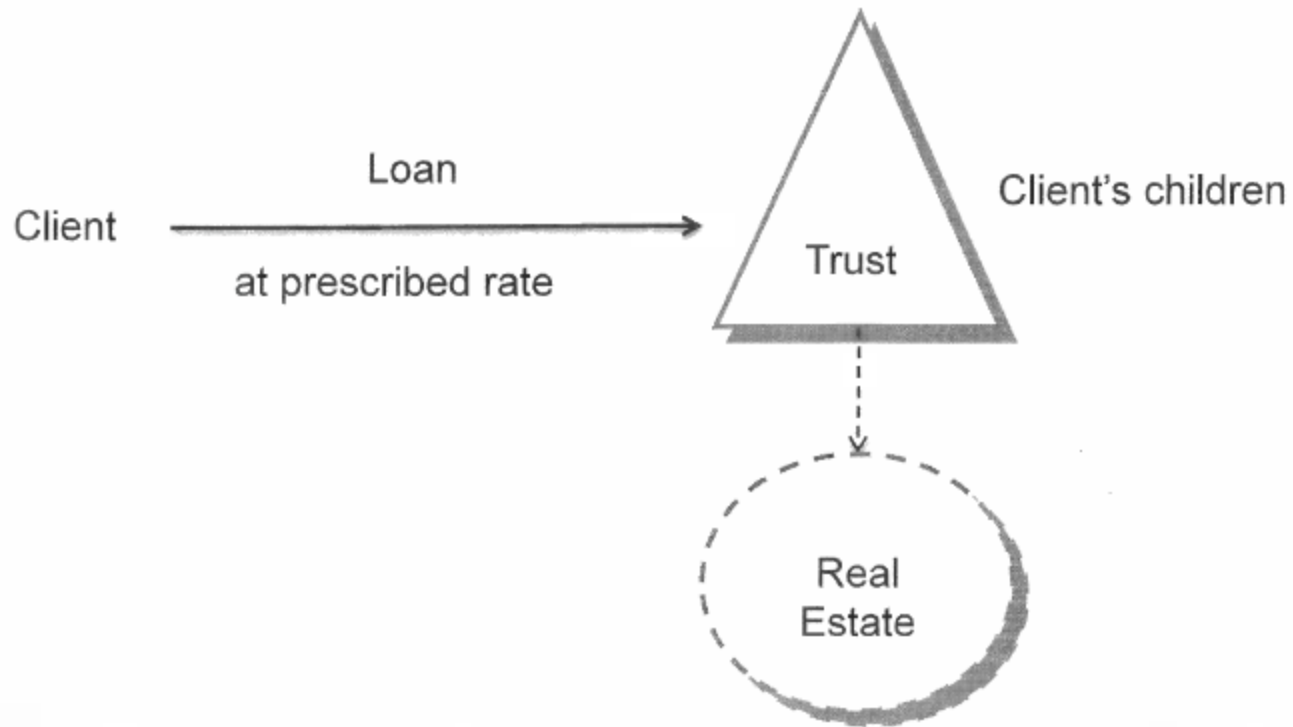 Loan
Client
at prescribed rate
Client's children
Trust
Real
Estate